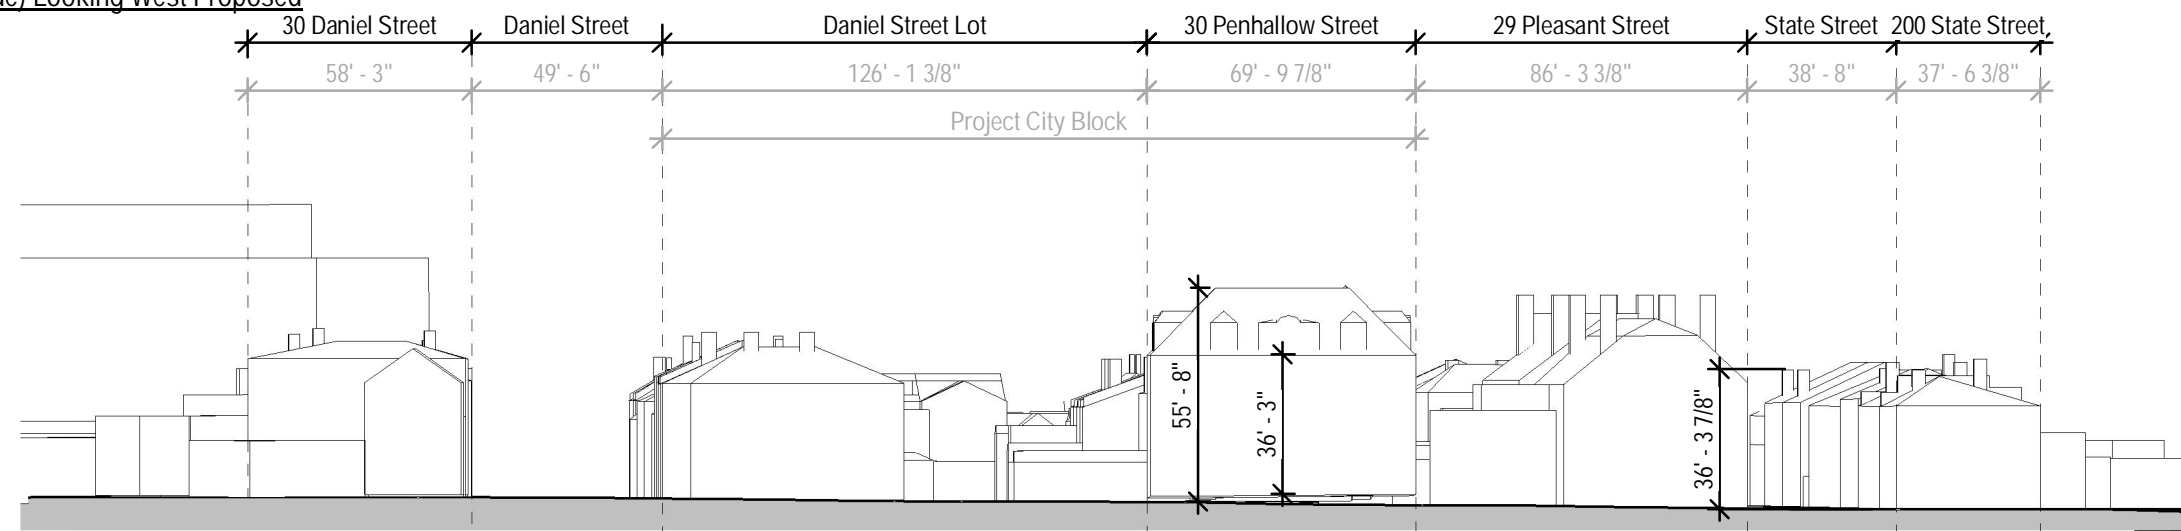 Looking West Proposed
30 Daniel Street Daniel Street Daniel Street Lot 30 Penhallow Street 29 Pleasant Street State Street 200 State Street
58' - 3" 49' - 6" 126' - 1 3/8" 69' - 9 7/8" 86' - 3 3/8" 38' - 8" 37' - 6 3/8"
Project City Block
55' - 8"
36' - 3"
36' - 3 7/8"